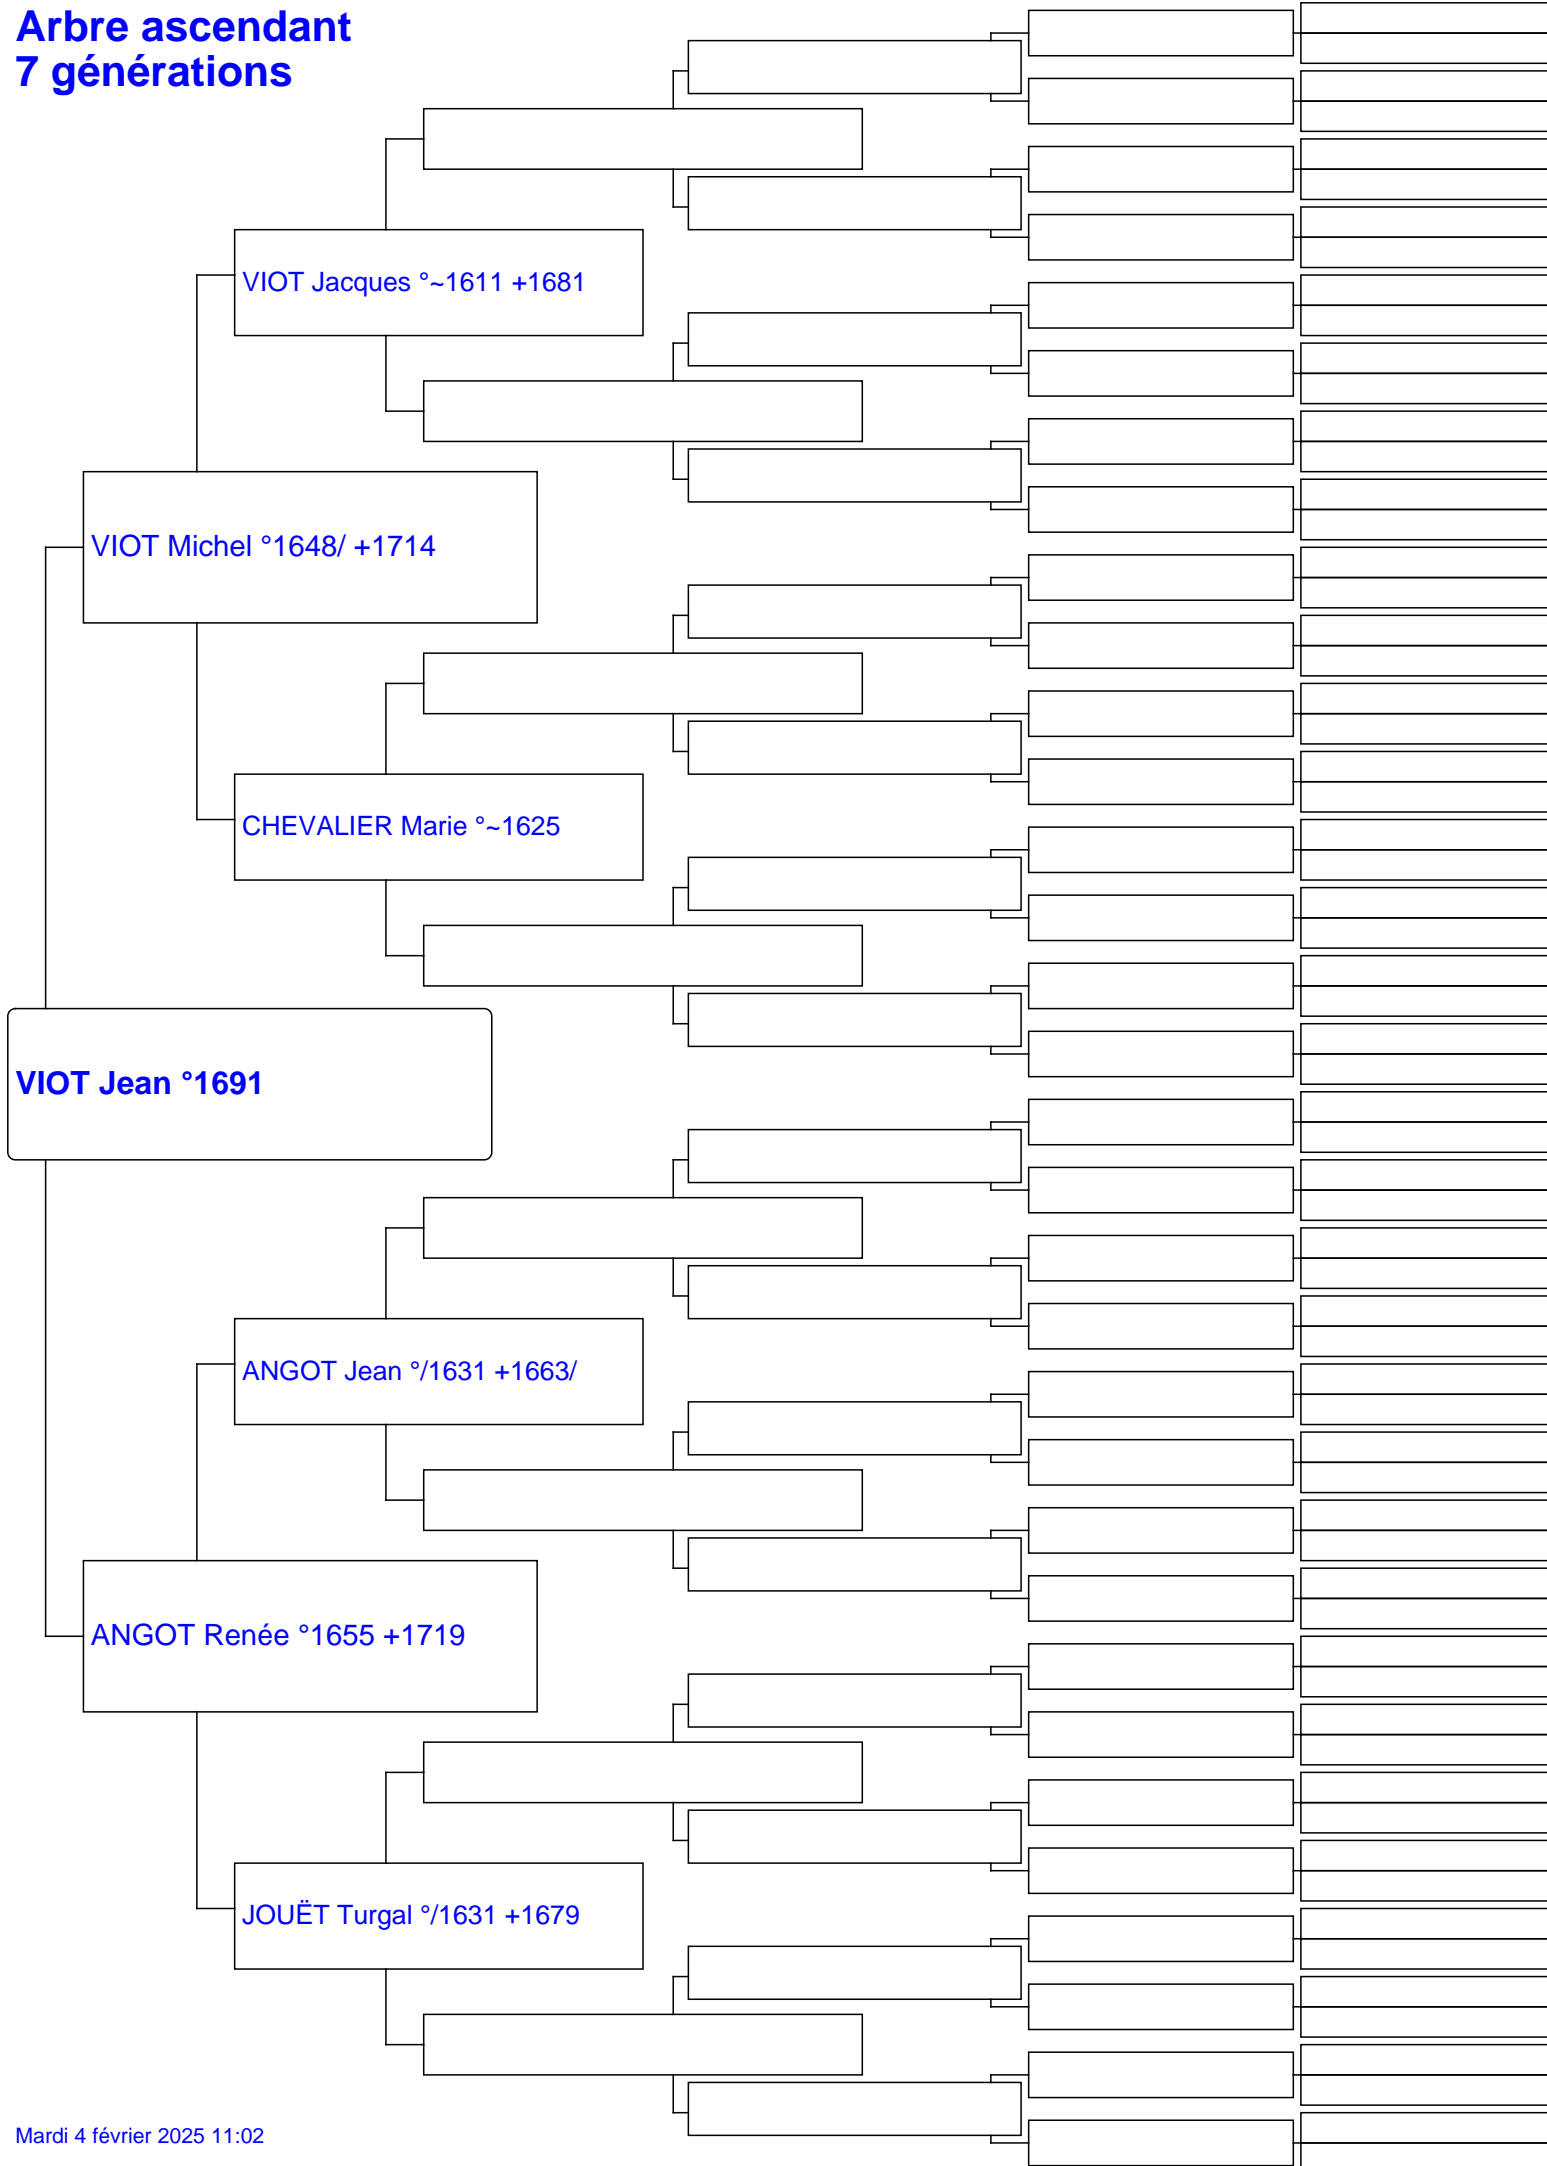 Arbre ascendant
7 générations
VIOT Jacques °~1611 +1681
VIOT Michel °1648/ +1714
CHEVALIER Marie °~1625
VIOT Jean °1691
ANGOT Jean °/1631 +1663/
ANGOT Renée °1655 +1719
JOUËT Turgal °/1631 +1679
Mardi 4 février 2025 11:02